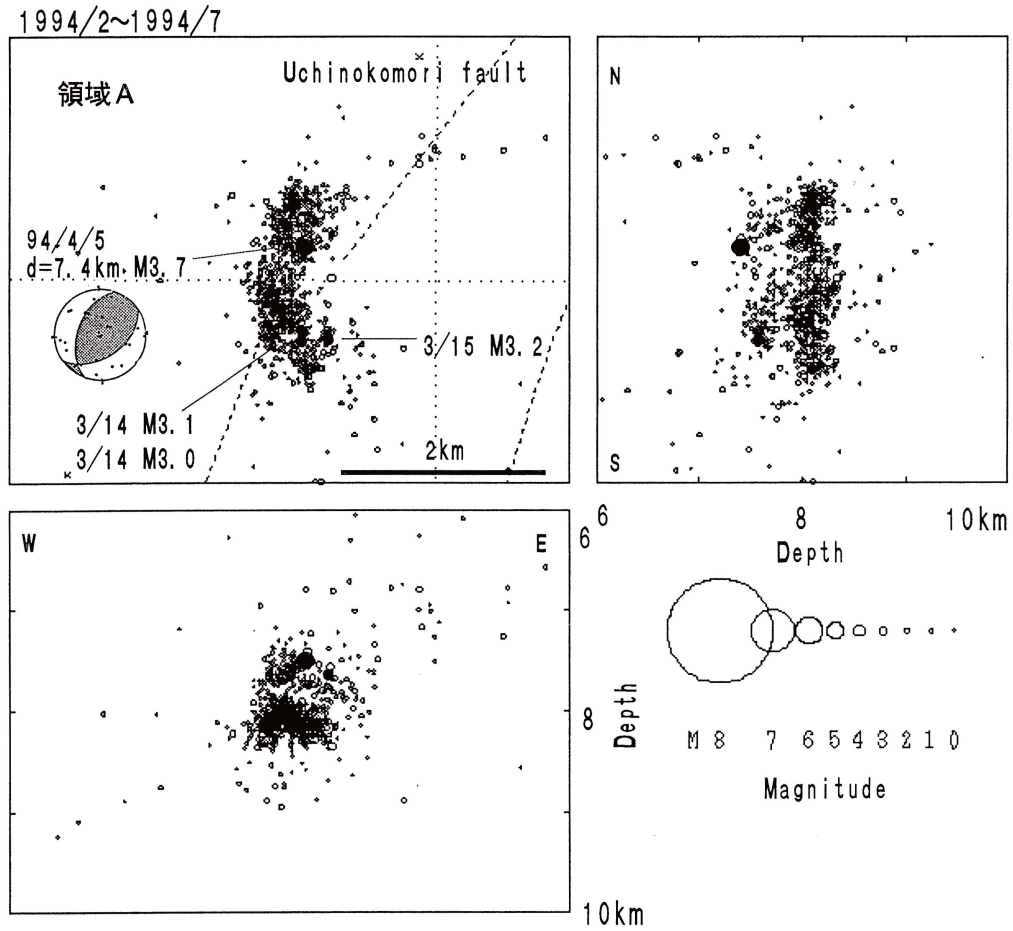 1994/2~1994/7
Uchinokomori fault
領域A
94/4/5
d=7.4km M3.7
3/15 M3.2
3/14 M3.1
3/14 M3.0
2km
N
S
6
8
10km
Depth
W
E
6
8
10km
Depth
M 8 7 6 5 4 3 2 1 0
Magnitude